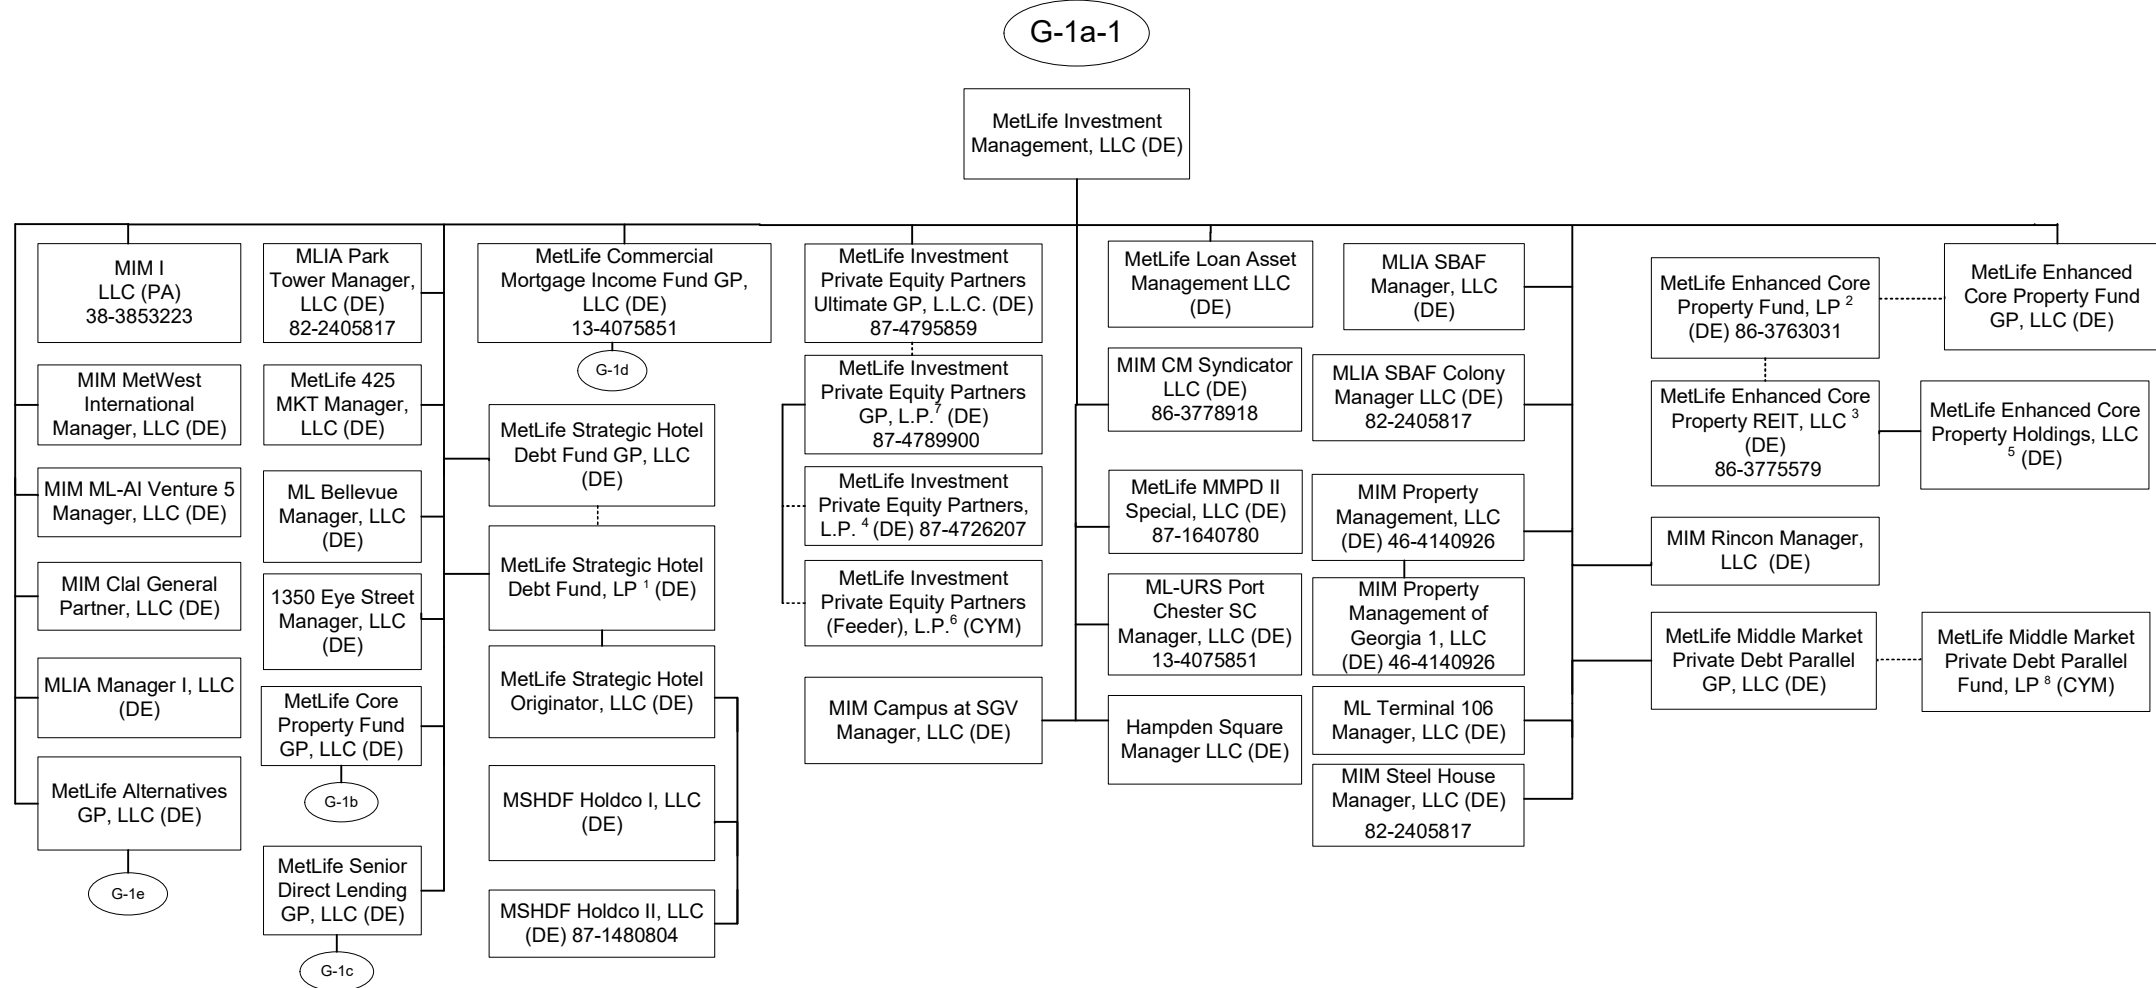 G-1a-1
MetLife Investment
Management, LLC (DE)
MIM I
LLC (PA)
38-3853223
MIM MetWest
International
Manager, LLC (DE)
MIM ML-AI Venture 5
Manager, LLC (DE)
MIM Clal General
Partner, LLC (DE)
MLIA Manager I, LLC
(DE)
MetLife Alternatives
GP, LLC (DE)
G-1e
MLIA Park
Tower Manager,
LLC (DE)
82-2405817
MetLife 425
MKT Manager,
LLC (DE)
ML Bellevue
Manager, LLC
(DE)
1350 Eye Street
Manager, LLC
(DE)
MetLife Core
Property Fund
GP, LLC (DE)
G-1b
MetLife Senior
Direct Lending
GP, LLC (DE)
G-1c
MetLife Commercial
Mortgage Income Fund GP,
LLC (DE)
13-4075851
G-1d
MetLife Strategic Hotel
Debt Fund GP, LLC
(DE)
MetLife Strategic Hotel
Debt Fund, LP 1 (DE)
MetLife Strategic Hotel
Originator, LLC (DE)
MSHDF Holdco I, LLC
(DE)
MSHDF Holdco II, LLC
(DE) 87-1480804
MetLife Investment
Private Equity Partners
Ultimate GP, L.L.C. (DE)
87-4795859
MetLife Investment
Private Equity Partners
GP, L.P.7 (DE)
87-4789900
MetLife Investment
Private Equity Partners,
L.P. 4 (DE) 87-4726207
MetLife Investment
Private Equity Partners
(Feeder), L.P.6 (CYM)
MIM Campus at SGV
Manager, LLC (DE)
MetLife Loan Asset
Management LLC
(DE)
MIM CM Syndicator
LLC (DE)
86-3778918
MetLife MMPD II
Special, LLC (DE)
87-1640780
ML-URS Port
Chester SC
Manager, LLC (DE)
13-4075851
Hampden Square
Manager LLC (DE)
MLIA SBAF
Manager, LLC
(DE)
MLIA SBAF Colony
Manager LLC (DE)
82-2405817
MIM Property
Management, LLC
(DE) 46-4140926
MIM Property
Management of
Georgia 1, LLC
(DE) 46-4140926
ML Terminal 106
Manager, LLC (DE)
MIM Steel House
Manager, LLC (DE)
82-2405817
MetLife Enhanced Core
Property Fund, LP 2
(DE) 86-3763031
MetLife Enhanced
Core Property Fund
GP, LLC (DE)
MetLife Enhanced Core
Property REIT, LLC 3
(DE)
86-3775579
MetLife Enhanced Core
Property Holdings, LLC
5 (DE)
MIM Rincon Manager,
LLC (DE)
MetLife Middle Market
Private Debt Parallel
GP, LLC (DE)
MetLife Middle Market
Private Debt Parallel
Fund, LP 8 (CYM)